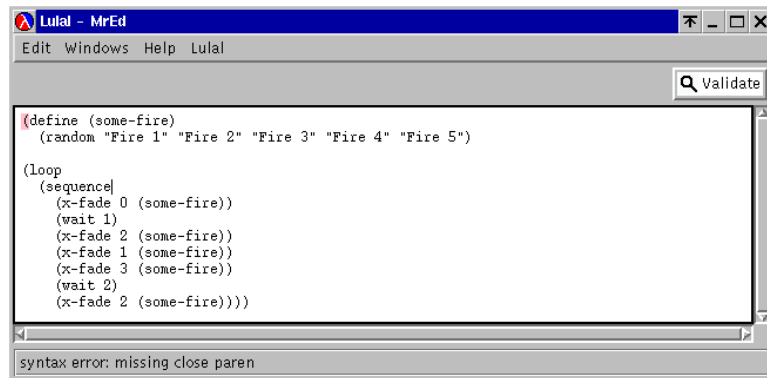 Lulal - MrEd
Edit Windows Help Lulal
Validate
(define (some-fire)
  (random "Fire 1" "Fire 2" "Fire 3" "Fire 4" "Fire 5")

(loop
  (sequence
    (x-fade 0 (some-fire))
    (wait 1)
    (x-fade 2 (some-fire))
    (x-fade 1 (some-fire))
    (x-fade 3 (some-fire))
    (wait 2)
    (x-fade 2 (some-fire))))
syntax error: missing close paren